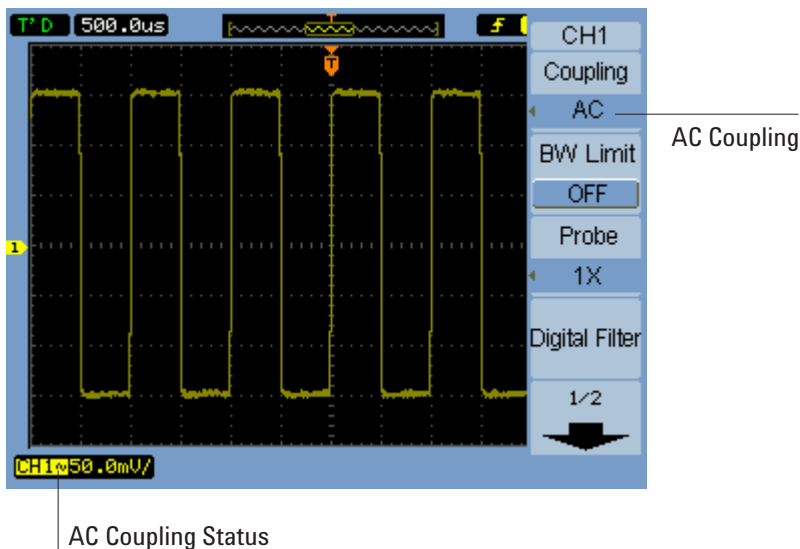 T'D 500.0us
T
CH1
Coupling
AC
AC Coupling
BW Limit
OFF
1
Probe
1X
Digital Filter
1/2
CH1~50.0mV/
AC Coupling Status